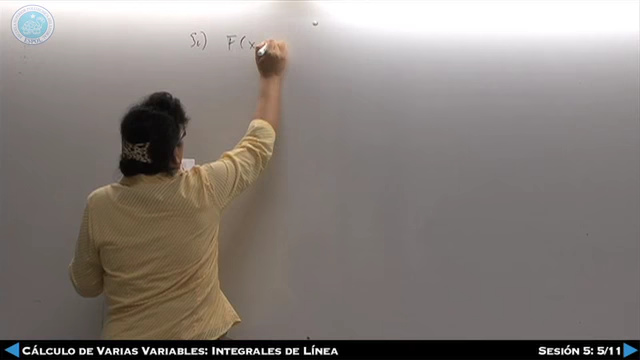 Si) F(x
Cálculo de Varias Variables: Integrales de Línea
Sesión 5: 5/11